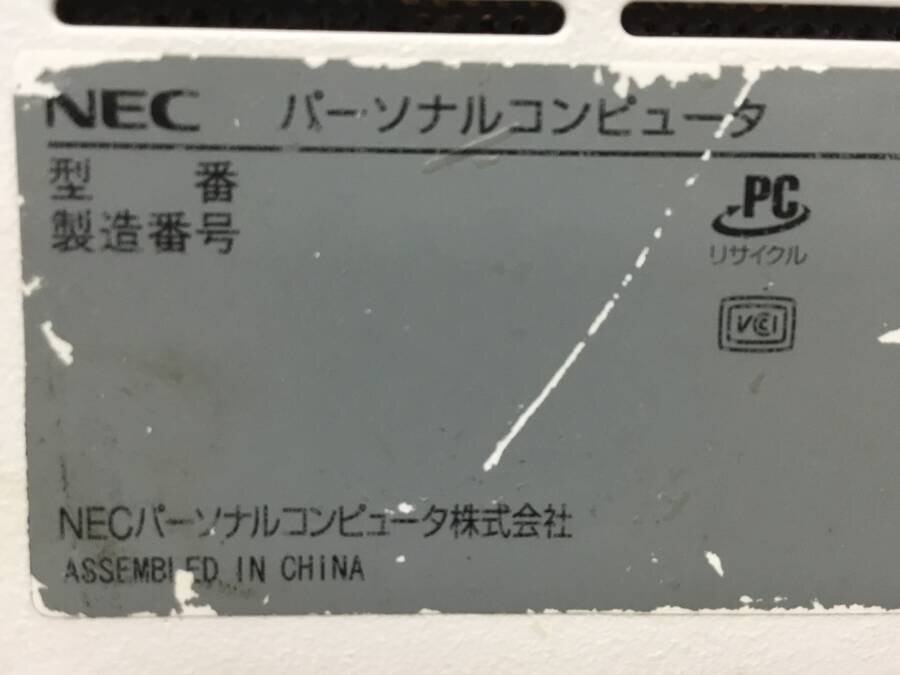 NEC パーソナルコンピュータ
型 番
製造番号
PC
リサイクル
VCCI
NECパーソナルコンピュータ株式会社
ASSEMBLED IN CHINA